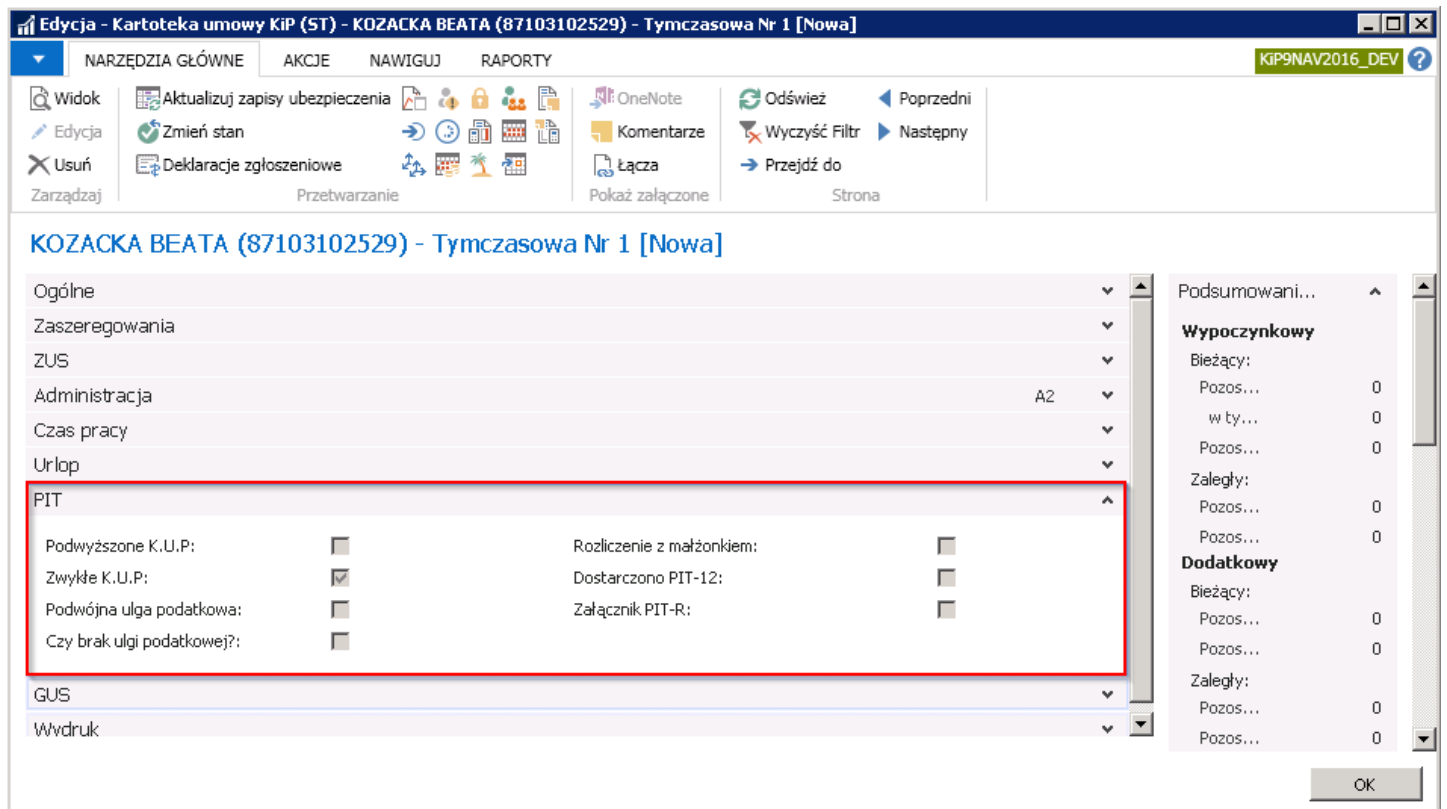 Edycja - Kartoteka umowy KiP (ST) - KOZACKA BEATA (87103102529) - Tymczasowa Nr 1 [Nowa]
NARZĘDZIA GŁÓWNE AKCJE NAWIGUJ RAPORTY KiP9NAV2016_DEV
Widok Aktualizuj zapisy ubezpieczenia OneNote Odśwież Poprzedni
Edycja Zmień stan Komentarze Wyczyść Filtr Następny
Usuń Deklaracje zgłoszeniowe Łącza Przejdź do
Zarządzaj Przetwarzanie Pokaż załączone Strona
KOZACKA BEATA (87103102529) - Tymczasowa Nr 1 [Nowa]
Ogólne
Zaszeregowania
ZUS
Administracja A2
Czas pracy
Urlop
PIT
Podwyższone K.U.P: Rozliczenie z małżonkiem:
Zwykłe K.U.P: Dostarczono PIT-12:
Podwójna ulga podatkowa: Załącznik PIT-R:
Czy brak ulgi podatkowej?:
GUS
Wydruk
Podsumowani...
Wypoczynkowy
Bieżący:
Pozos... 0
w ty... 0
Pozos... 0
Zaległy:
Pozos... 0
Pozos... 0
Dodatkowy
Bieżący:
Pozos... 0
Pozos... 0
Zaległy:
Pozos... 0
Pozos... 0
OK